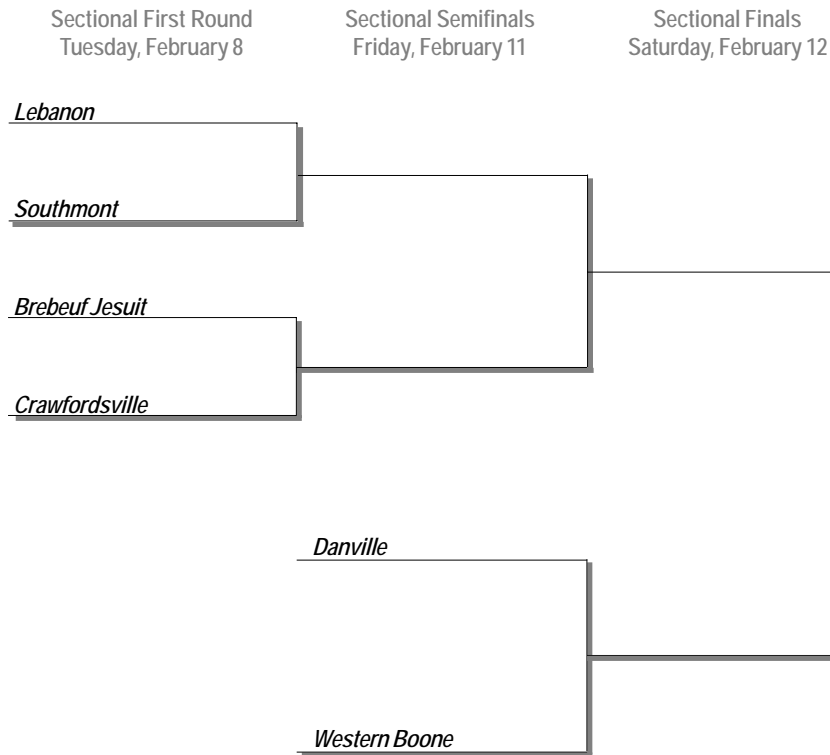 Sectional First Round
Tuesday, February 8
Sectional Semifinals
Friday, February 11
Sectional Finals
Saturday, February 12
Lebanon
Southmont
Brebeuf Jesuit
Crawfordsville
Danville
Western Boone